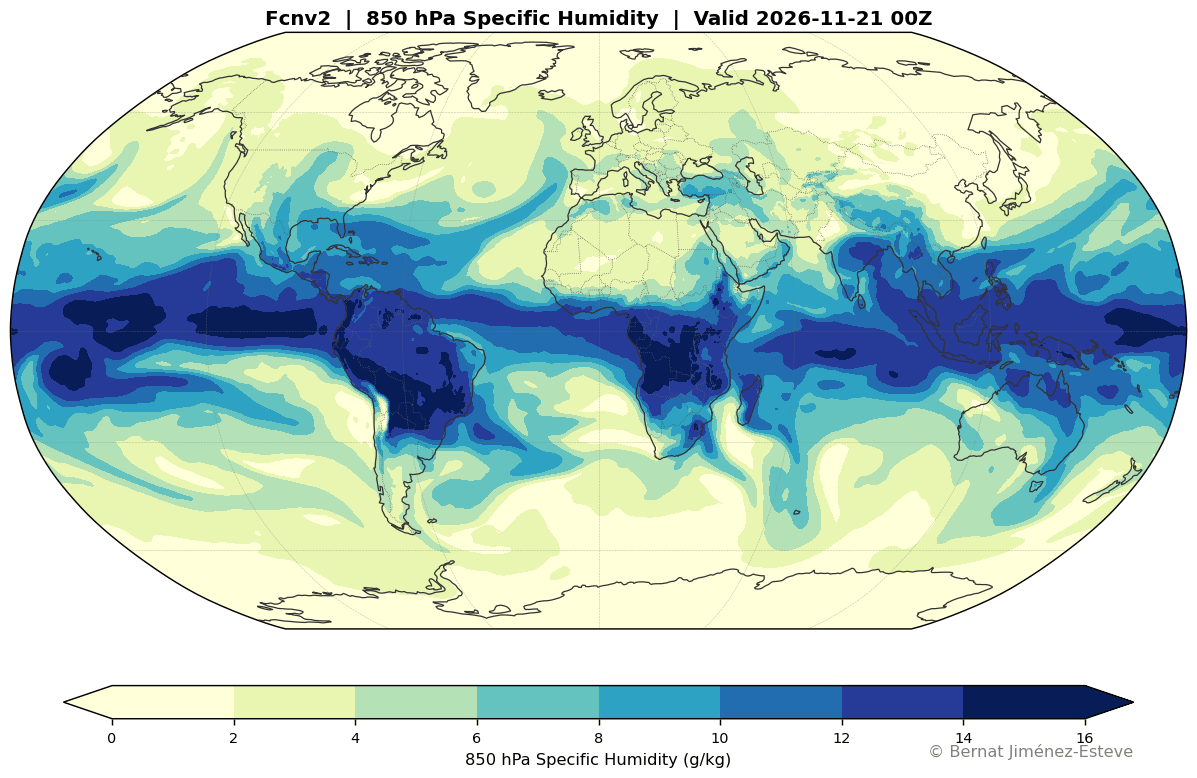 Fcnv2  |  850 hPa Specific Humidity  |  Valid 2026-11-21 00Z
0 2 4 6 8 10 12 14 16
850 hPa Specific Humidity (g/kg)
© Bernat Jiménez-Esteve